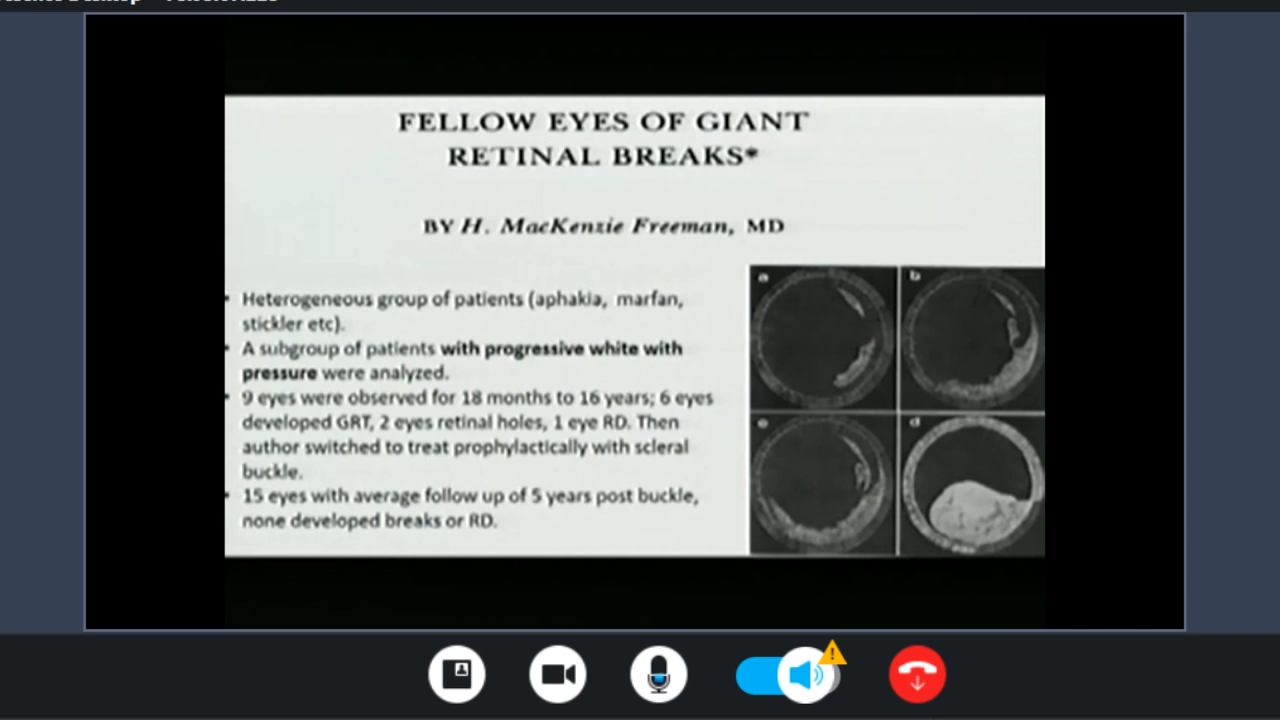 FELLOW EYES OF GIANT
RETINAL BREAKS*
BY H. MacKenzie Freeman, MD
• Heterogeneous group of patients (aphakia, marfan,
stickler etc).
• A subgroup of patients with progressive white with
pressure were analyzed.
• 9 eyes were observed for 18 months to 16 years; 6 eyes
developed GRT, 2 eyes retinal holes, 1 eye RD. Then
author switched to treat prophylactically with scleral
buckle.
• 15 eyes with average follow up of 5 years post buckle,
none developed breaks or RD.
a
b
c
d